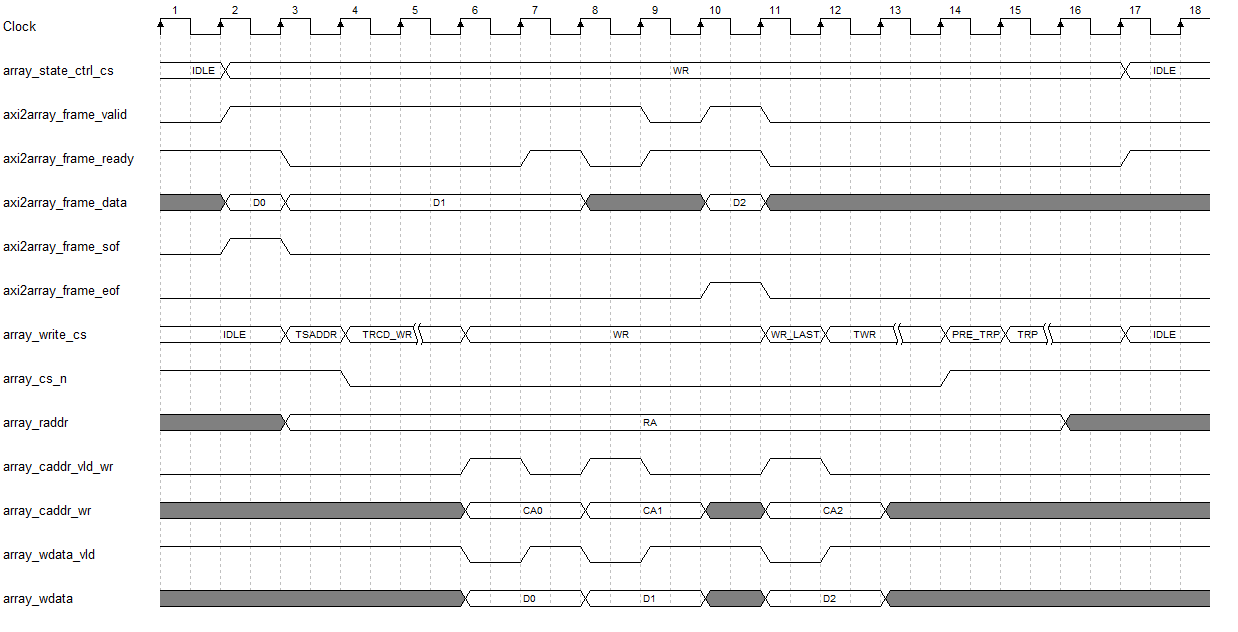 1 2 3 4 5 6 7 8 9 10 11 12 13 14 15 16 17 18
Clock
array_state_ctrl_cs IDLE WR IDLE
axi2array_frame_valid
axi2array_frame_ready
axi2array_frame_data D0 D1 D2
axi2array_frame_sof
axi2array_frame_eof
array_write_cs IDLE TSADDR TRCD_WR WR WR_LAST TWR PRE_TRP TRP IDLE
array_cs_n
array_raddr RA
array_caddr_vld_wr
array_caddr_wr CA0 CA1 CA2
array_wdata_vld
array_wdata D0 D1 D2